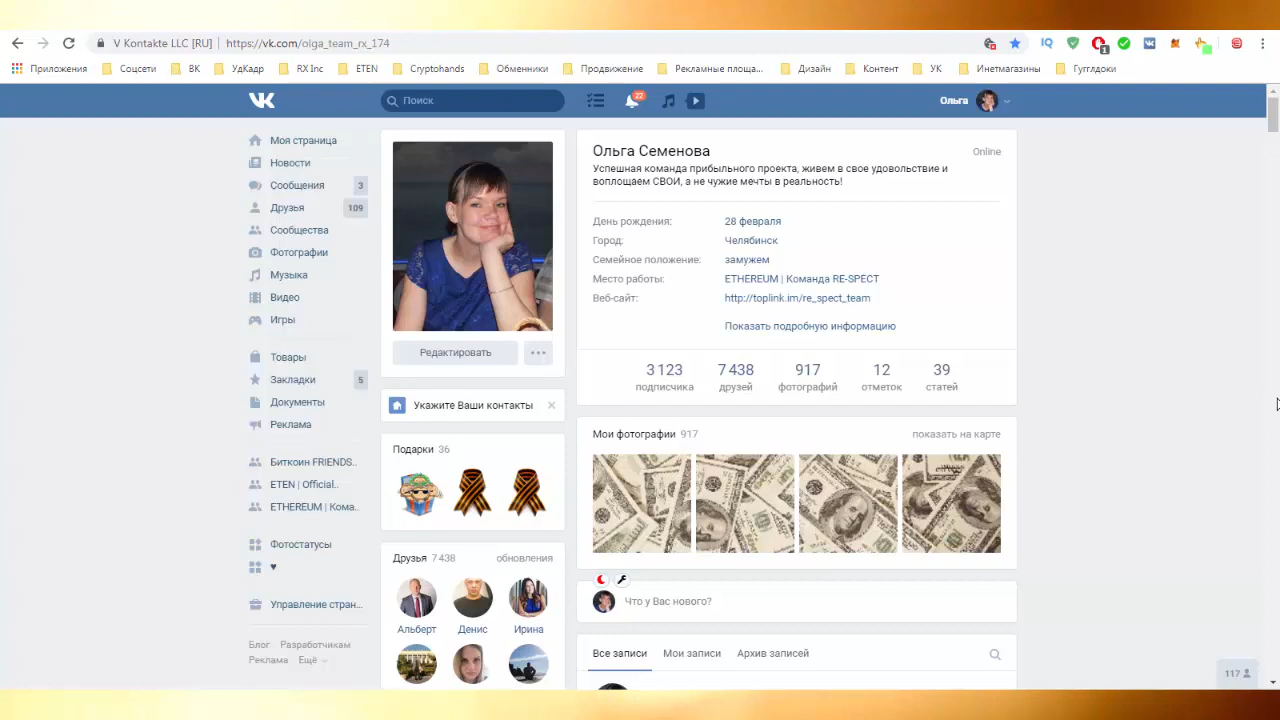 V Kontakte LLC [RU] | https://vk.com/olga_team_rx_174
1
Приложения Соцсети ВК УдКадр RX Inc ETEN Cryptohands Обменники Продвижение Рекламные площа... Дизайн Контент УК Инетмагазины Гугглдоки
Поиск 22 Ольга
Моя страница
Новости
Сообщения 3
Друзья 109
Сообщества
Фотографии
Музыка
Видео
Игры
Товары
Закладки 5
Документы
Реклама
Биткоин FRIENDS..
ETEN | Official..
ETHEREUM | Кома..
Фотостатусы
♥
Управление стран...
Блог Разработчикам
Реклама Ещё
Редактировать
Укажите Ваши контакты
Подарки 36
Друзья 7 438 обновления
Альберт Денис Ирина
Ольга Семенова Online
Успешная команда прибыльного проекта, живем в свое удовольствие и
воплощаем СВОИ, а не чужие мечты в реальность!
День рождения: 28 февраля
Город: Челябинск
Семейное положение: замужем
Место работы: ETHEREUM | Команда RE-SPECT
Веб-сайт: http://toplink.im/re_spect_team
Показать подробную информацию
3 123 7 438 917 12 39
подписчика друзей фотографий отметок статей
Мои фотографии 917 показать на карте
Что у Вас нового?
Все записи Мои записи Архив записей
117